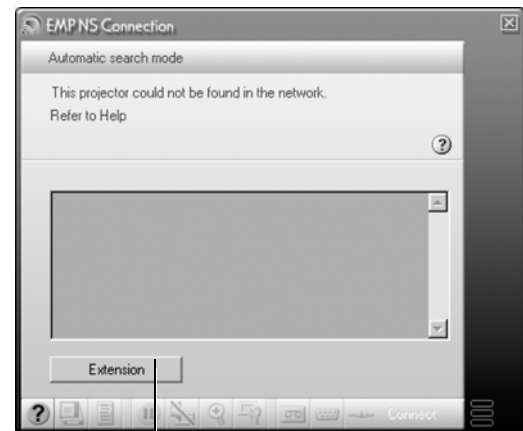 EMP NS Connection
Automatic search mode
This projector could not be found in the network.
Refer to Help
?
Extension
? Connect